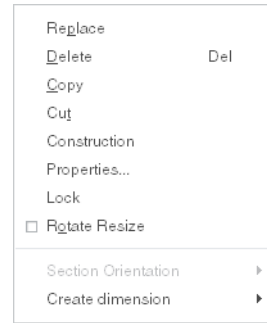 Replace
Delete Del
Copy
Cut
Construction
Properties...
Lock
Rotate Resize
Section Orientation
Create dimension